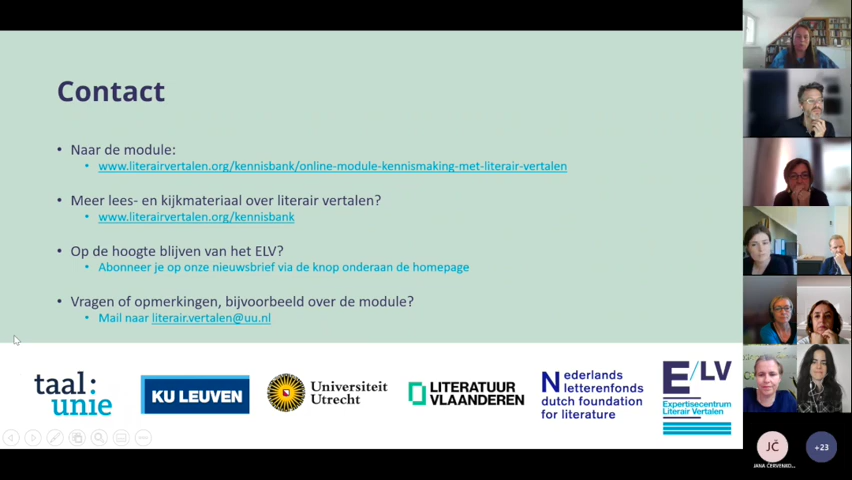 Contact
• Naar de module:
• www.literairvertalen.org/kennisbank/online-module-kennismaking-met-literair-vertalen
• Meer lees- en kijkmateriaal over literair vertalen?
• www.literairvertalen.org/kennisbank
• Op de hoogte blijven van het ELV?
• Abonneer je op onze nieuwsbrief via de knop onderaan de homepage
• Vragen of opmerkingen, bijvoorbeeld over de module?
• Mail naar literair.vertalen@uu.nl
taal:
unie
KU LEUVEN
Universiteit
Utrecht
LITERATUUR
VLAANDEREN
Nederlands
letterenfonds
dutch foundation
for literature
E/LV
Expertisecentrum
Literair Vertalen
JČ
JANA ČERVENKO...
+23